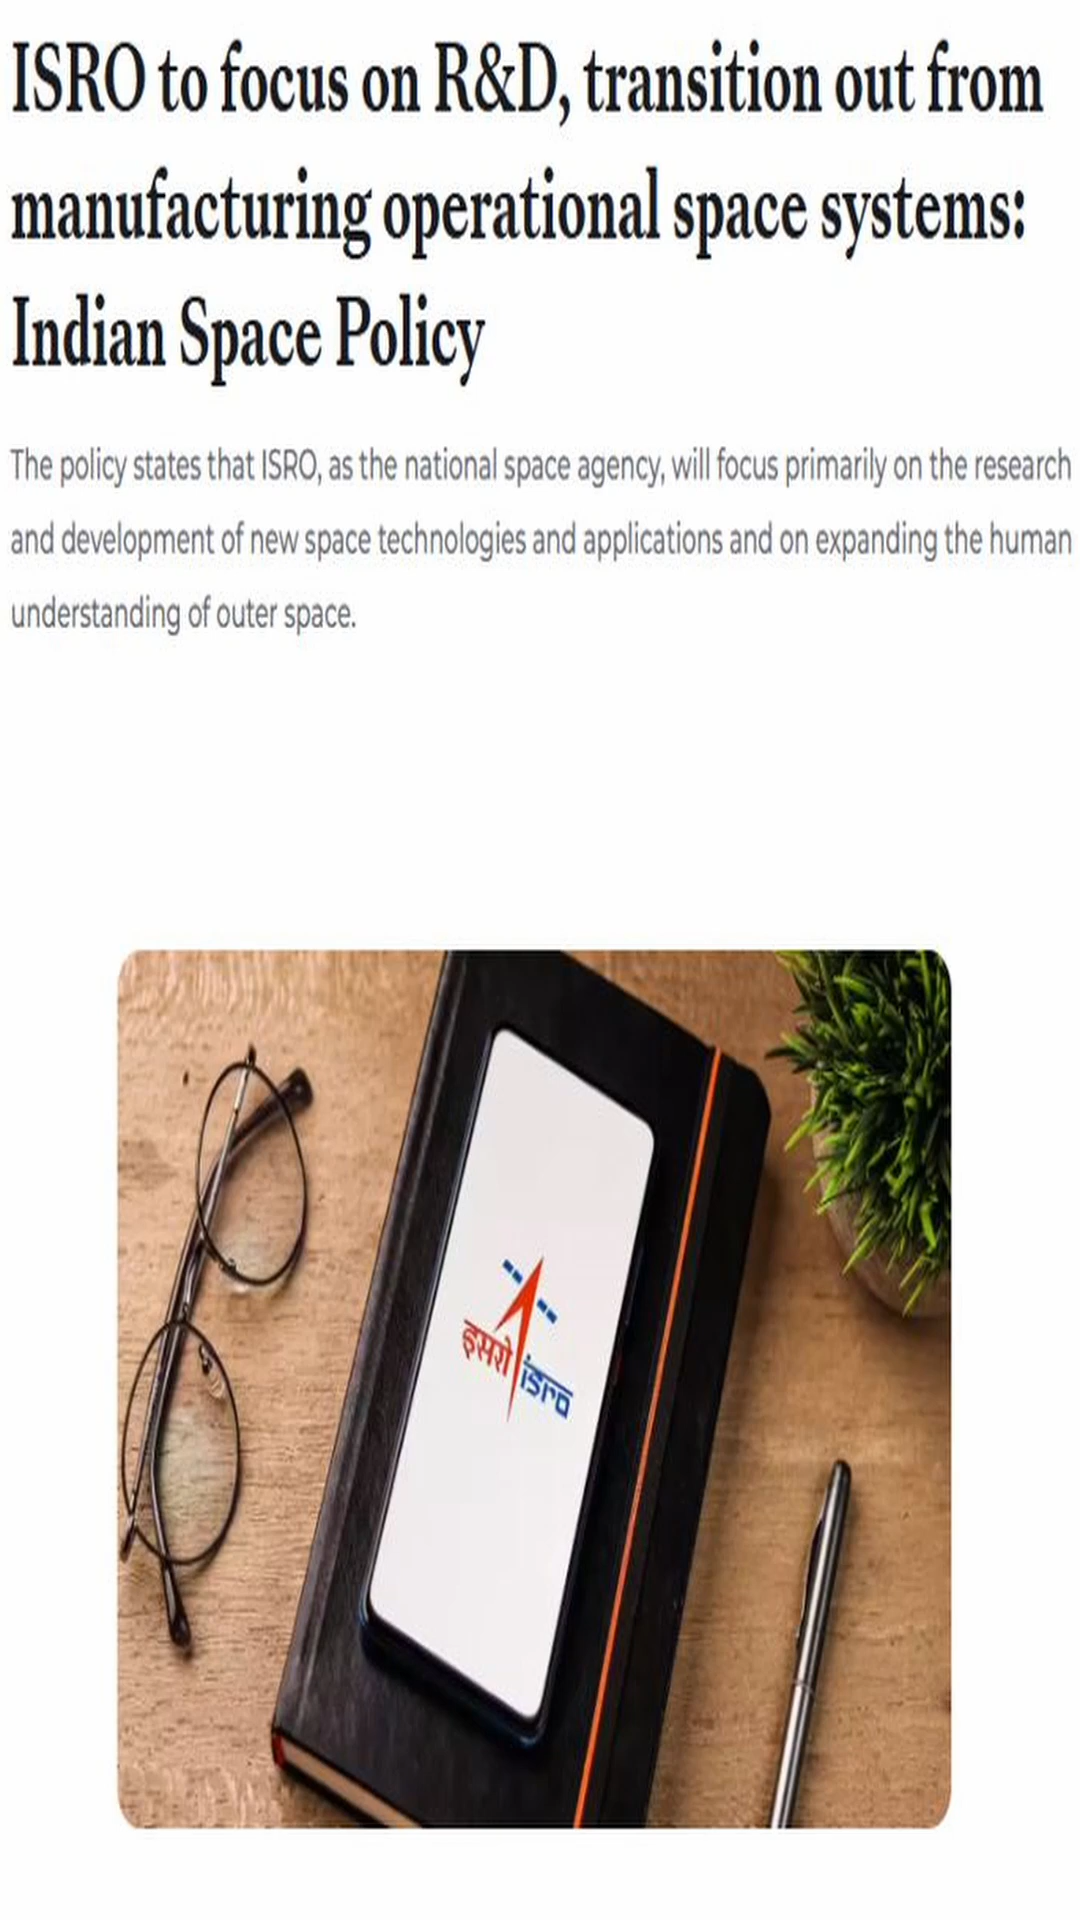 ISRO to focus on R&D, transition out from
manufacturing operational space systems:
Indian Space Policy
The policy states that ISRO, as the national space agency, will focus primarily on the research
and development of new space technologies and applications and on expanding the human
understanding of outer space.
इसरो isro